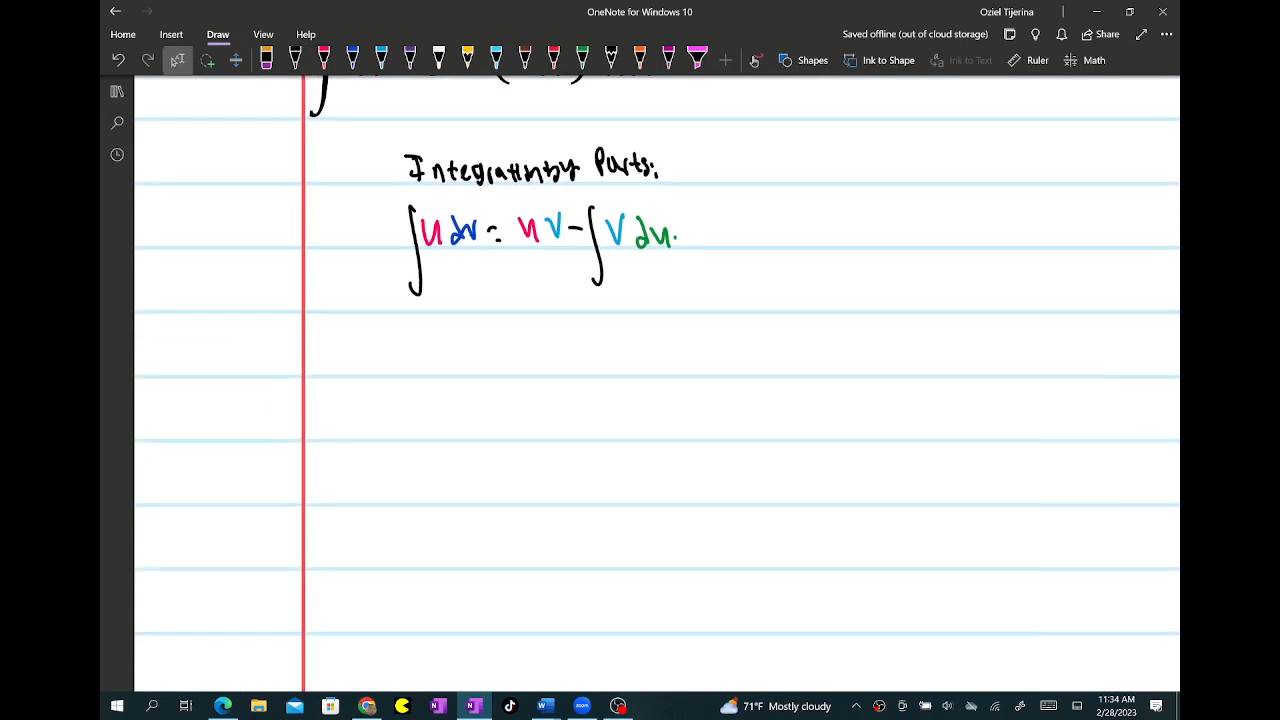 OneNote for Windows 10
Oziel Tijerina
Home Insert Draw View Help
Saved offline (out of cloud storage)
Share
Shapes
Ink to Shape
Ink to Text
Ruler
Math
Integration by Parts:
∫ u dv = u v - ∫ v du.
71°F Mostly cloudy
11:34 AM
2/28/2023